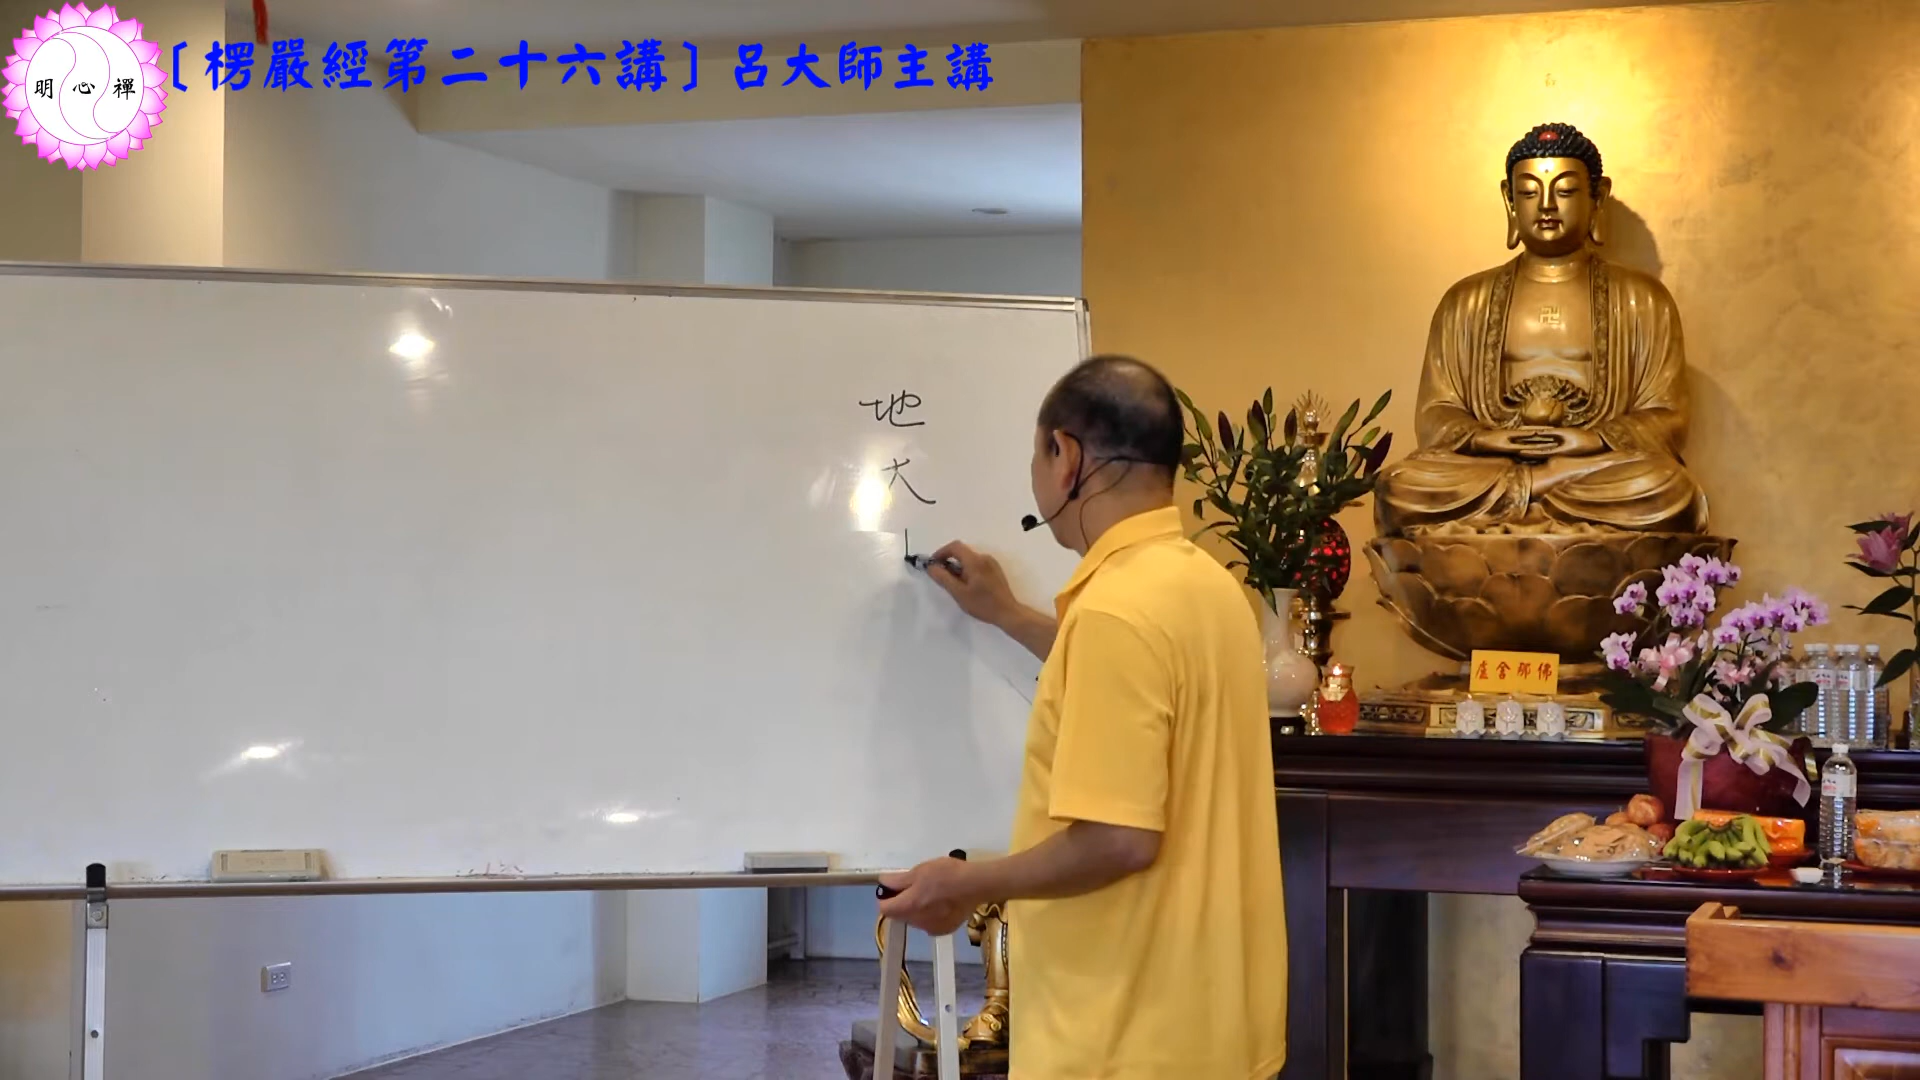 明心禪
〔楞嚴經第二十六講〕呂大師主講
地大
卍
盧舍那佛